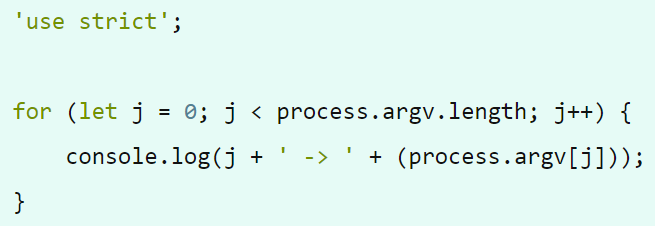 'use strict';
for (let j = 0; j < process.argv.length; j++) {
    console.log(j + ' -> ' + (process.argv[j]));
}